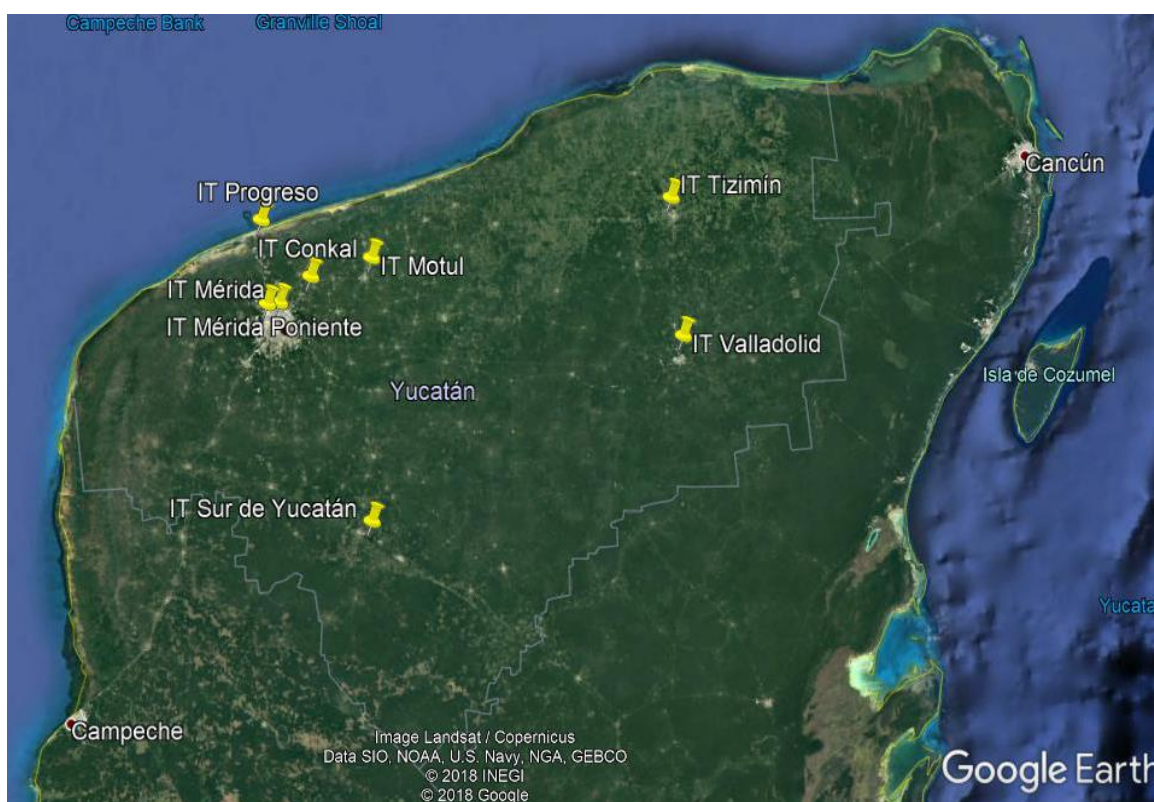 Campeche Bank
Granville Shoal
Cancún
IT Tizimín
IT Progreso
IT Conkal
IT Motul
IT Mérida
IT Mérida Poniente
IT Valladolid
Isla de Cozumel
Yucatán
IT Sur de Yucatán
Yucata
Campeche
Image Landsat / Copernicus
Data SIO, NOAA, U.S. Navy, NGA, GEBCO
© 2018 INEGI
© 2018 Google
Google Earth